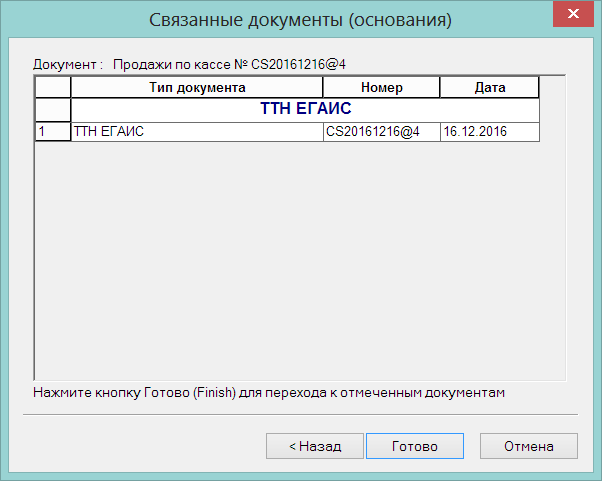 Связанные документы (основания)
Документ : Продажи по кассе № CS20161216@4
Тип документа Номер Дата
ТТН ЕГАИС
1 ТТН ЕГАИС CS20161216@4 16.12.2016
Нажмите кнопку Готово (Finish) для перехода к отмеченным документам
< Назад Готово Отмена